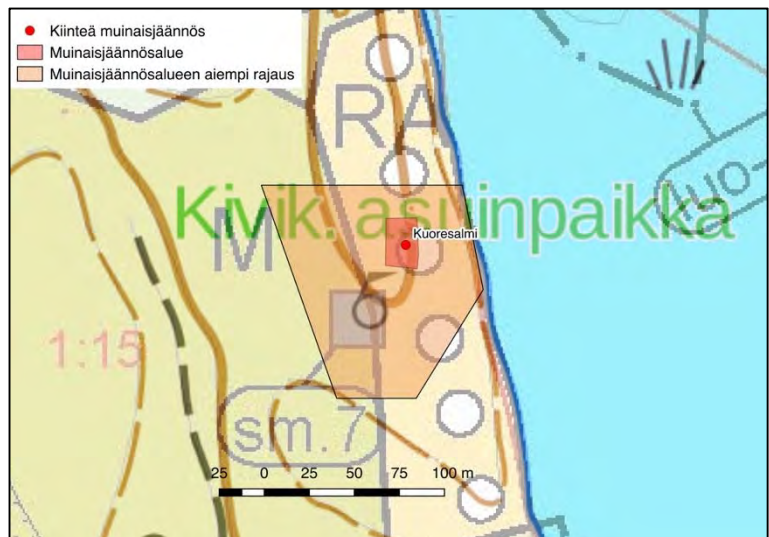 Kiinteä muinaisjäännös
Muinaisjäännösalue
Muinaisjäännösalueen aiempi rajaus
RA
Kivik. asuinpaikka
M
Kuoresalmi
luo-
1:15
sm.7
25 0 25 50 75 100 m